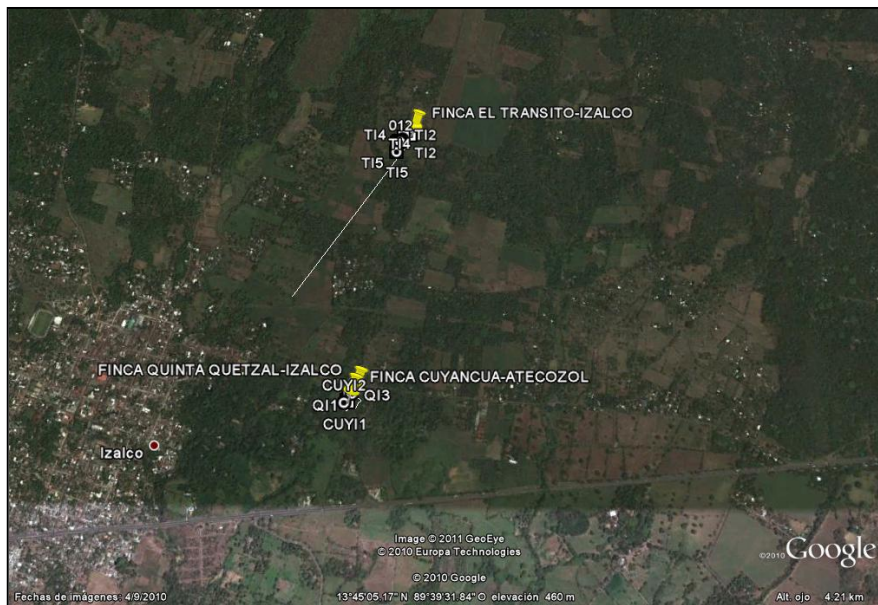 FINCA EL TRANSITO-IZALCO
012
TI4 TI2
TI4
TI5 TI2
TI5
FINCA QUINTA QUETZAL-IZALCO
FINCA CUYANCUA-ATECOZOL
CUYI2
QI1 QI3
CUYI1
Izalco
Image © 2011 GeoEye
© 2010 Europa Technologies
© 2010 Google
©2010 Google
Fechas de imágenes: 4/9/2010
13°45'05.17" N 89°39'31.84" O elevación 460 m
Alt. ojo 4.21 km